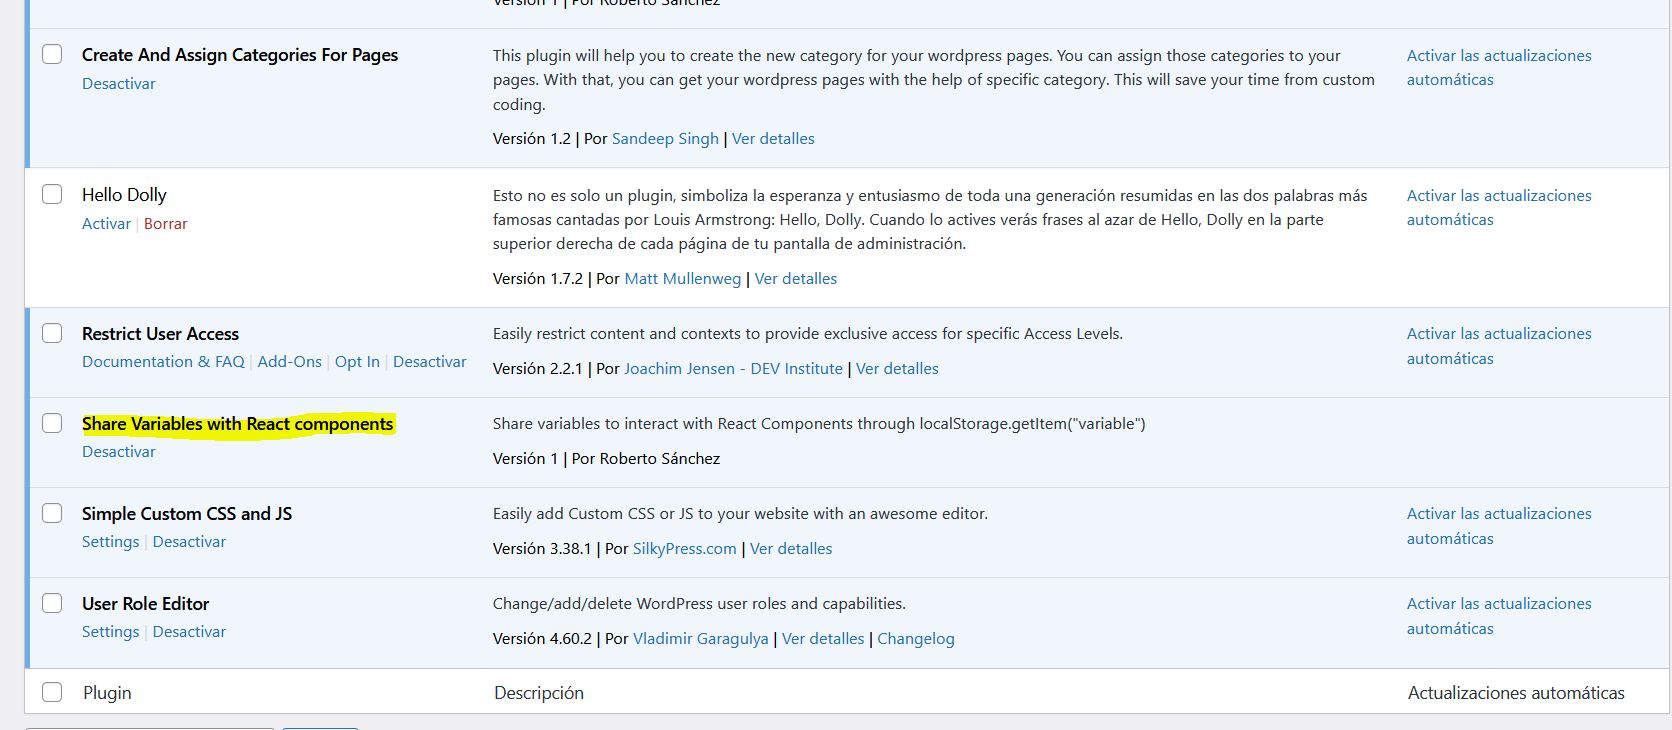 Versión 1 | Por Roberto Sánchez
Create And Assign Categories For Pages
Desactivar
This plugin will help you to create the new category for your wordpress pages. You can assign those categories to your
pages. With that, you can get your wordpress pages with the help of specific category. This will save your time from custom
coding.
Versión 1.2 | Por Sandeep Singh | Ver detalles
Activar las actualizaciones
automáticas
Hello Dolly
Activar | Borrar
Esto no es solo un plugin, simboliza la esperanza y entusiasmo de toda una generación resumidas en las dos palabras más
famosas cantadas por Louis Armstrong: Hello, Dolly. Cuando lo actives verás frases al azar de Hello, Dolly en la parte
superior derecha de cada página de tu pantalla de administración.
Versión 1.7.2 | Por Matt Mullenweg | Ver detalles
Activar las actualizaciones
automáticas
Restrict User Access
Documentation & FAQ | Add-Ons | Opt In | Desactivar
Easily restrict content and contexts to provide exclusive access for specific Access Levels.
Versión 2.2.1 | Por Joachim Jensen - DEV Institute | Ver detalles
Activar las actualizaciones
automáticas
Share Variables with React components
Desactivar
Share variables to interact with React Components through localStorage.getItem("variable")
Versión 1 | Por Roberto Sánchez
Simple Custom CSS and JS
Settings | Desactivar
Easily add Custom CSS or JS to your website with an awesome editor.
Versión 3.38.1 | Por SilkyPress.com | Ver detalles
Activar las actualizaciones
automáticas
User Role Editor
Settings | Desactivar
Change/add/delete WordPress user roles and capabilities.
Versión 4.60.2 | Por Vladimir Garagulya | Ver detalles | Changelog
Activar las actualizaciones
automáticas
Plugin
Descripción
Actualizaciones automáticas